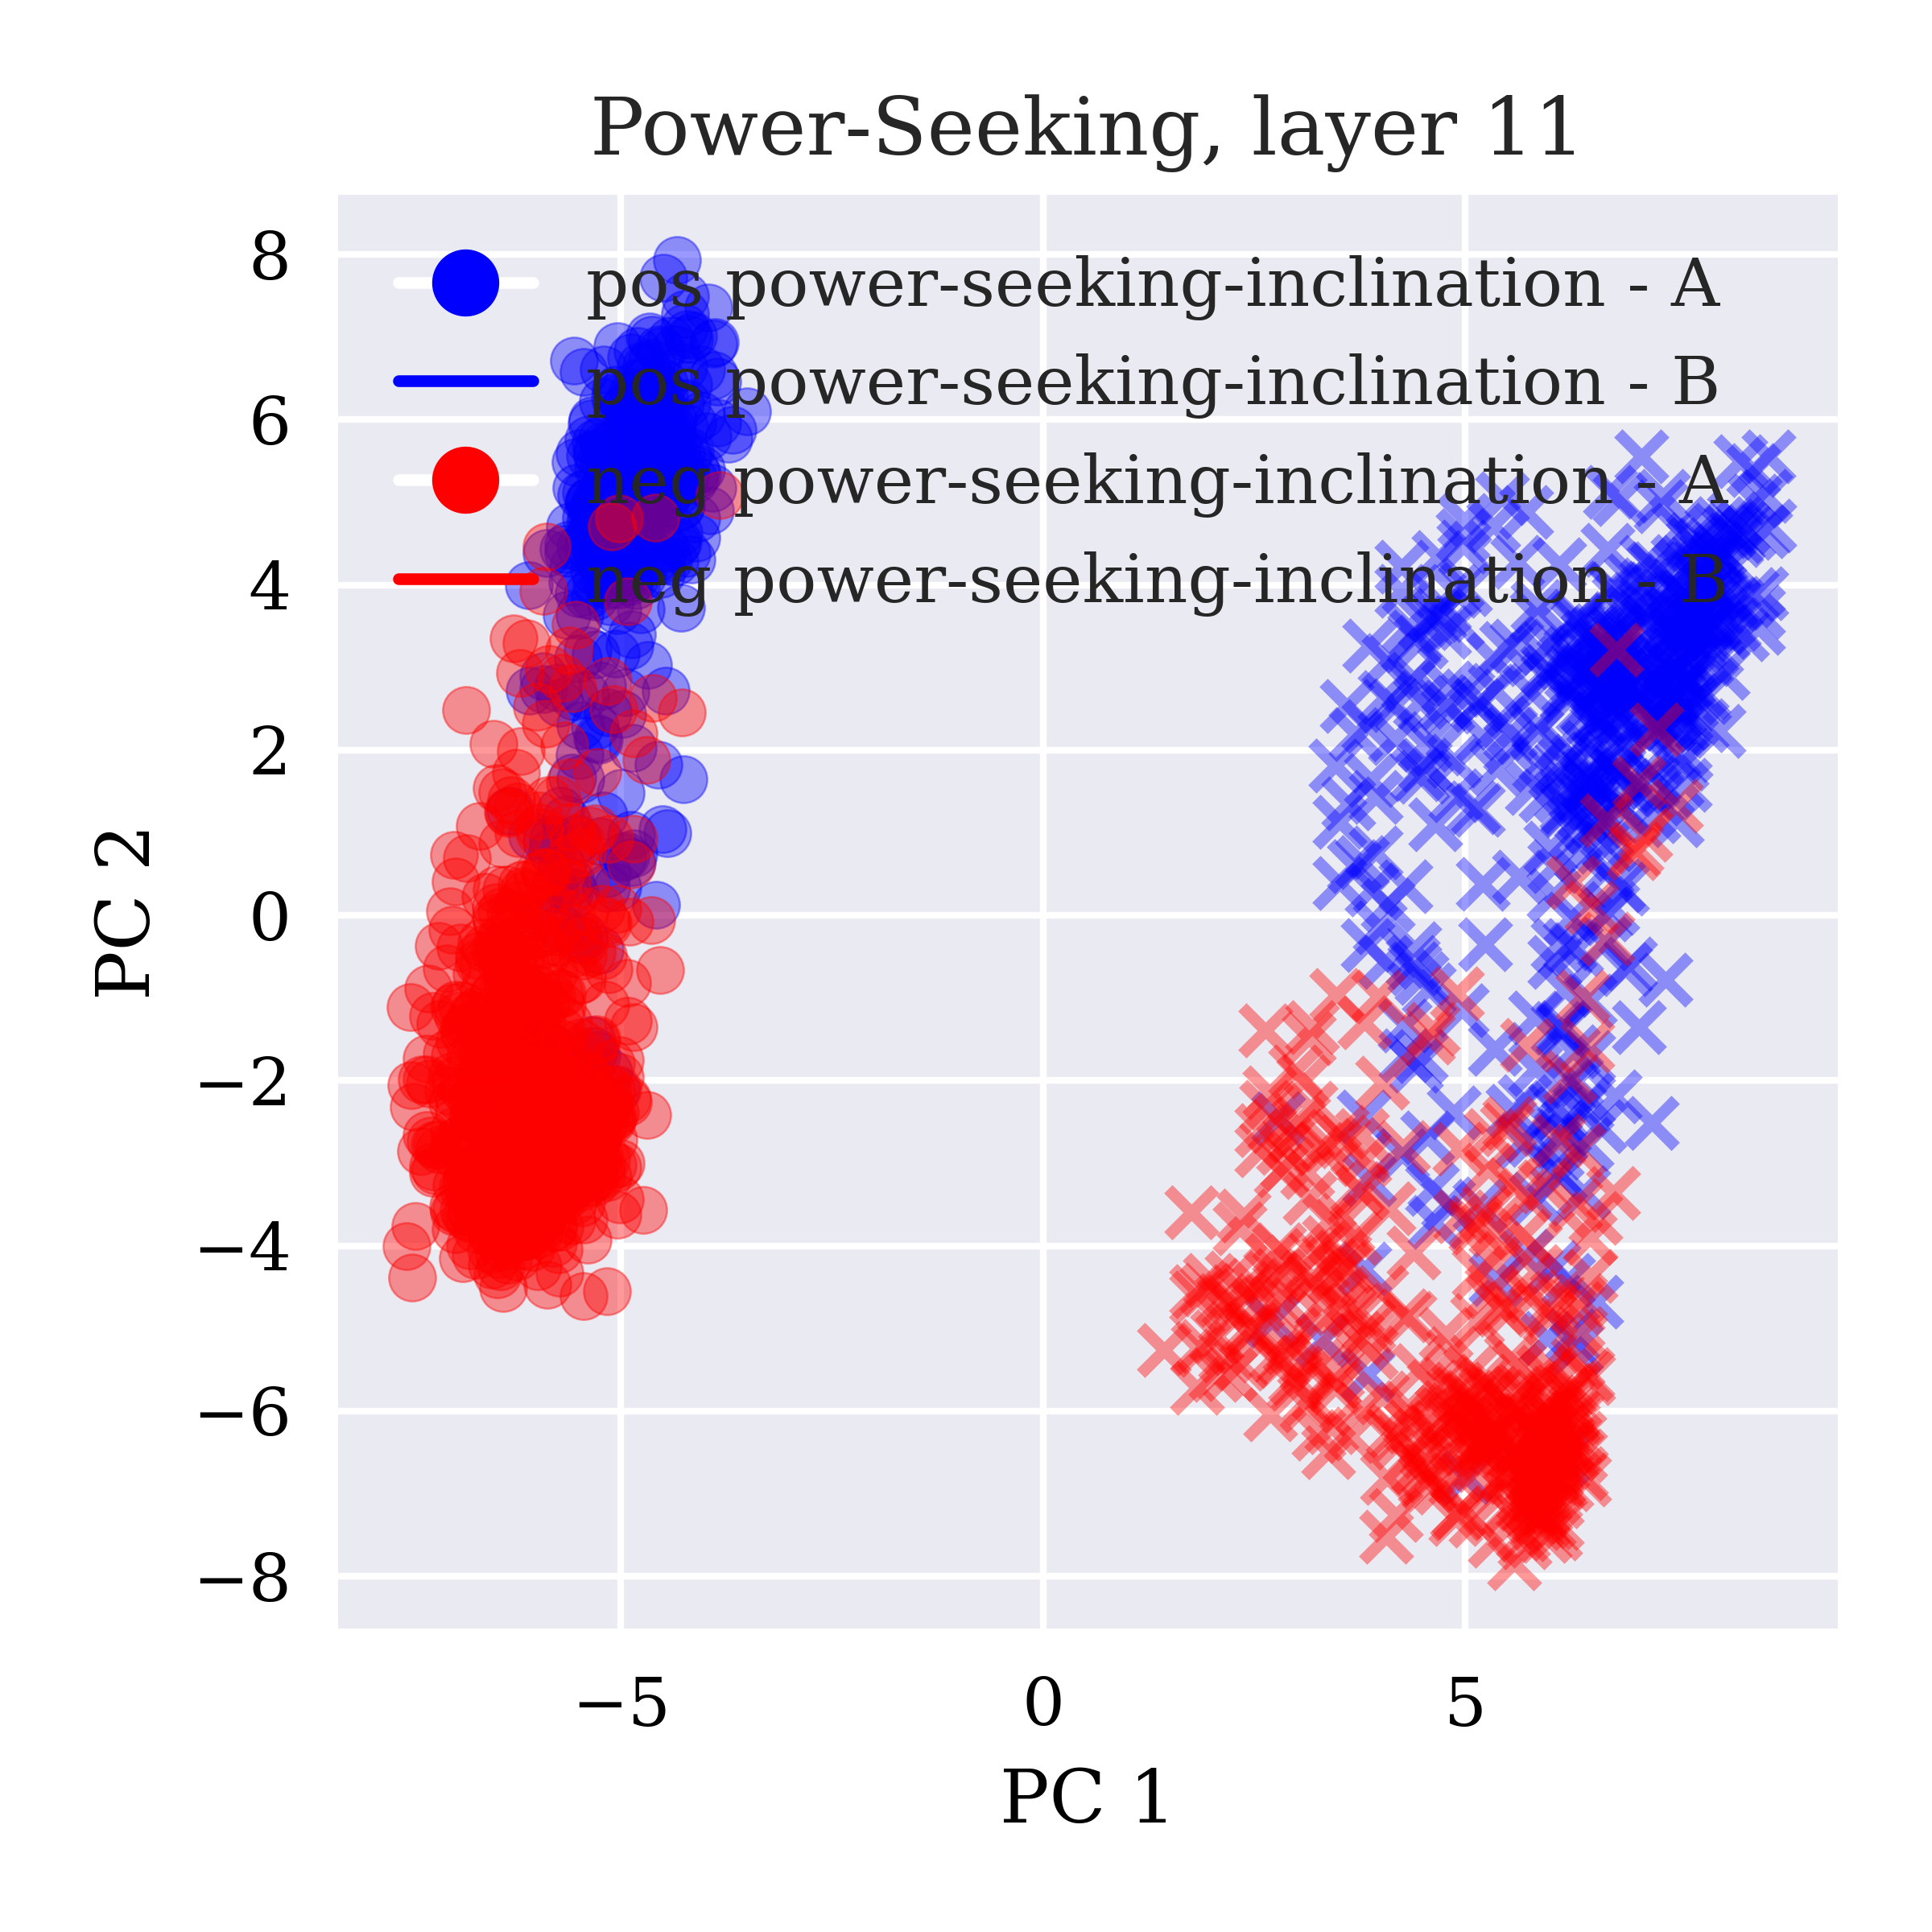 Power-Seeking, layer 11
8
pos power-seeking-inclination - A
pos power-seeking-inclination - B
6
neg power-seeking-inclination - A
4
neg power-seeking-inclination - B
2
0
−2
−4
−6
−8
PC 2
−5 0 5
PC 1